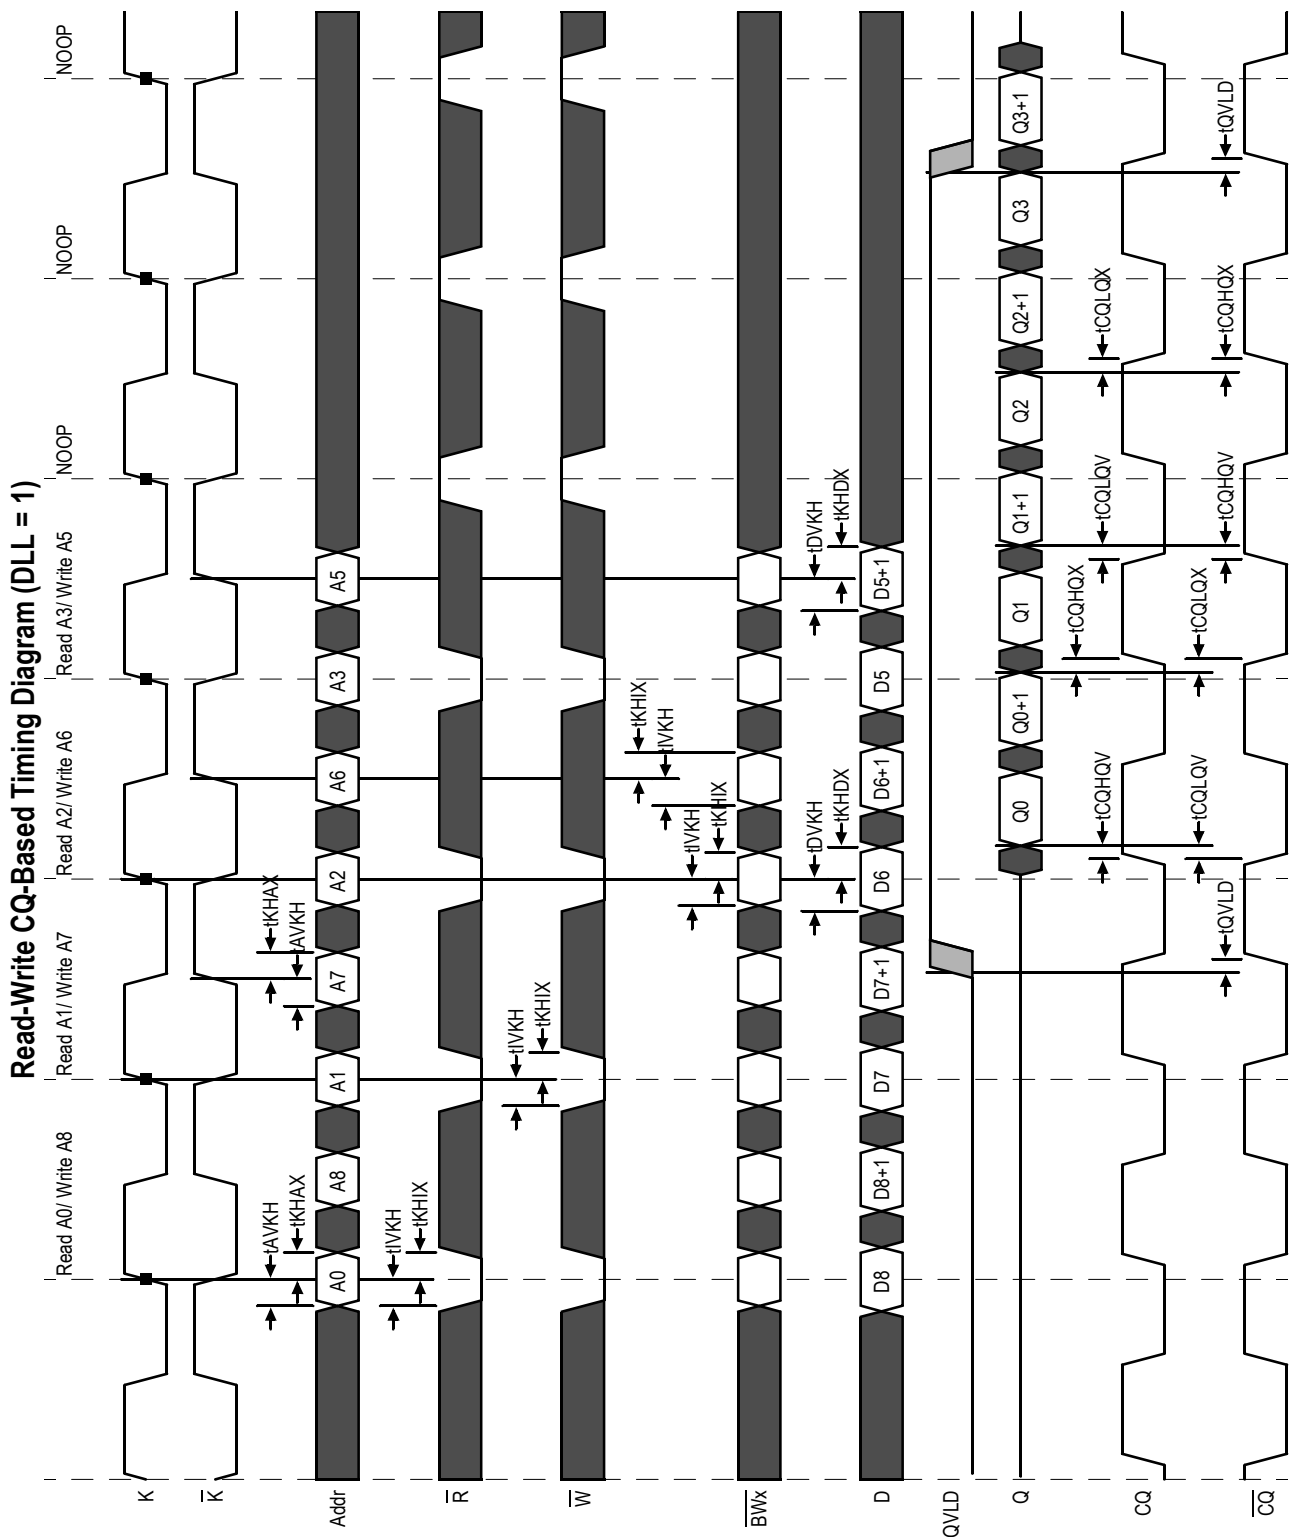 Read-Write CQ-Based Timing Diagram (DLL = 1)
Read A0/ Write A8
Read A1/ Write A7
Read A2/ Write A6
Read A3/ Write A5
NOOP
NOOP
NOOP
K
K
tAVKH
tKHAX
tAVKH
tKHAX
Addr
A0
A8
A1
A7
A2
A6
A3
A5
tIVKH
tKHIX
R
tIVKH
tKHIX
W
tIVKH
tKHIX
tIVKH
tKHIX
BWx
tDVKH
tKHDX
tDVKH
tKHDX
D
D8
D8+1
D7
D7+1
D6
D6+1
D5
D5+1
QVLD
Q
Q0
Q0+1
Q1
Q1+1
Q2
Q2+1
Q3
Q3+1
tCQHQV
tCQHQX
tCQLQV
tCQLQX
CQ
tQVLD
tCQLQV
tCQLQX
tCQHQV
tCQHQX
tQVLD
CQ